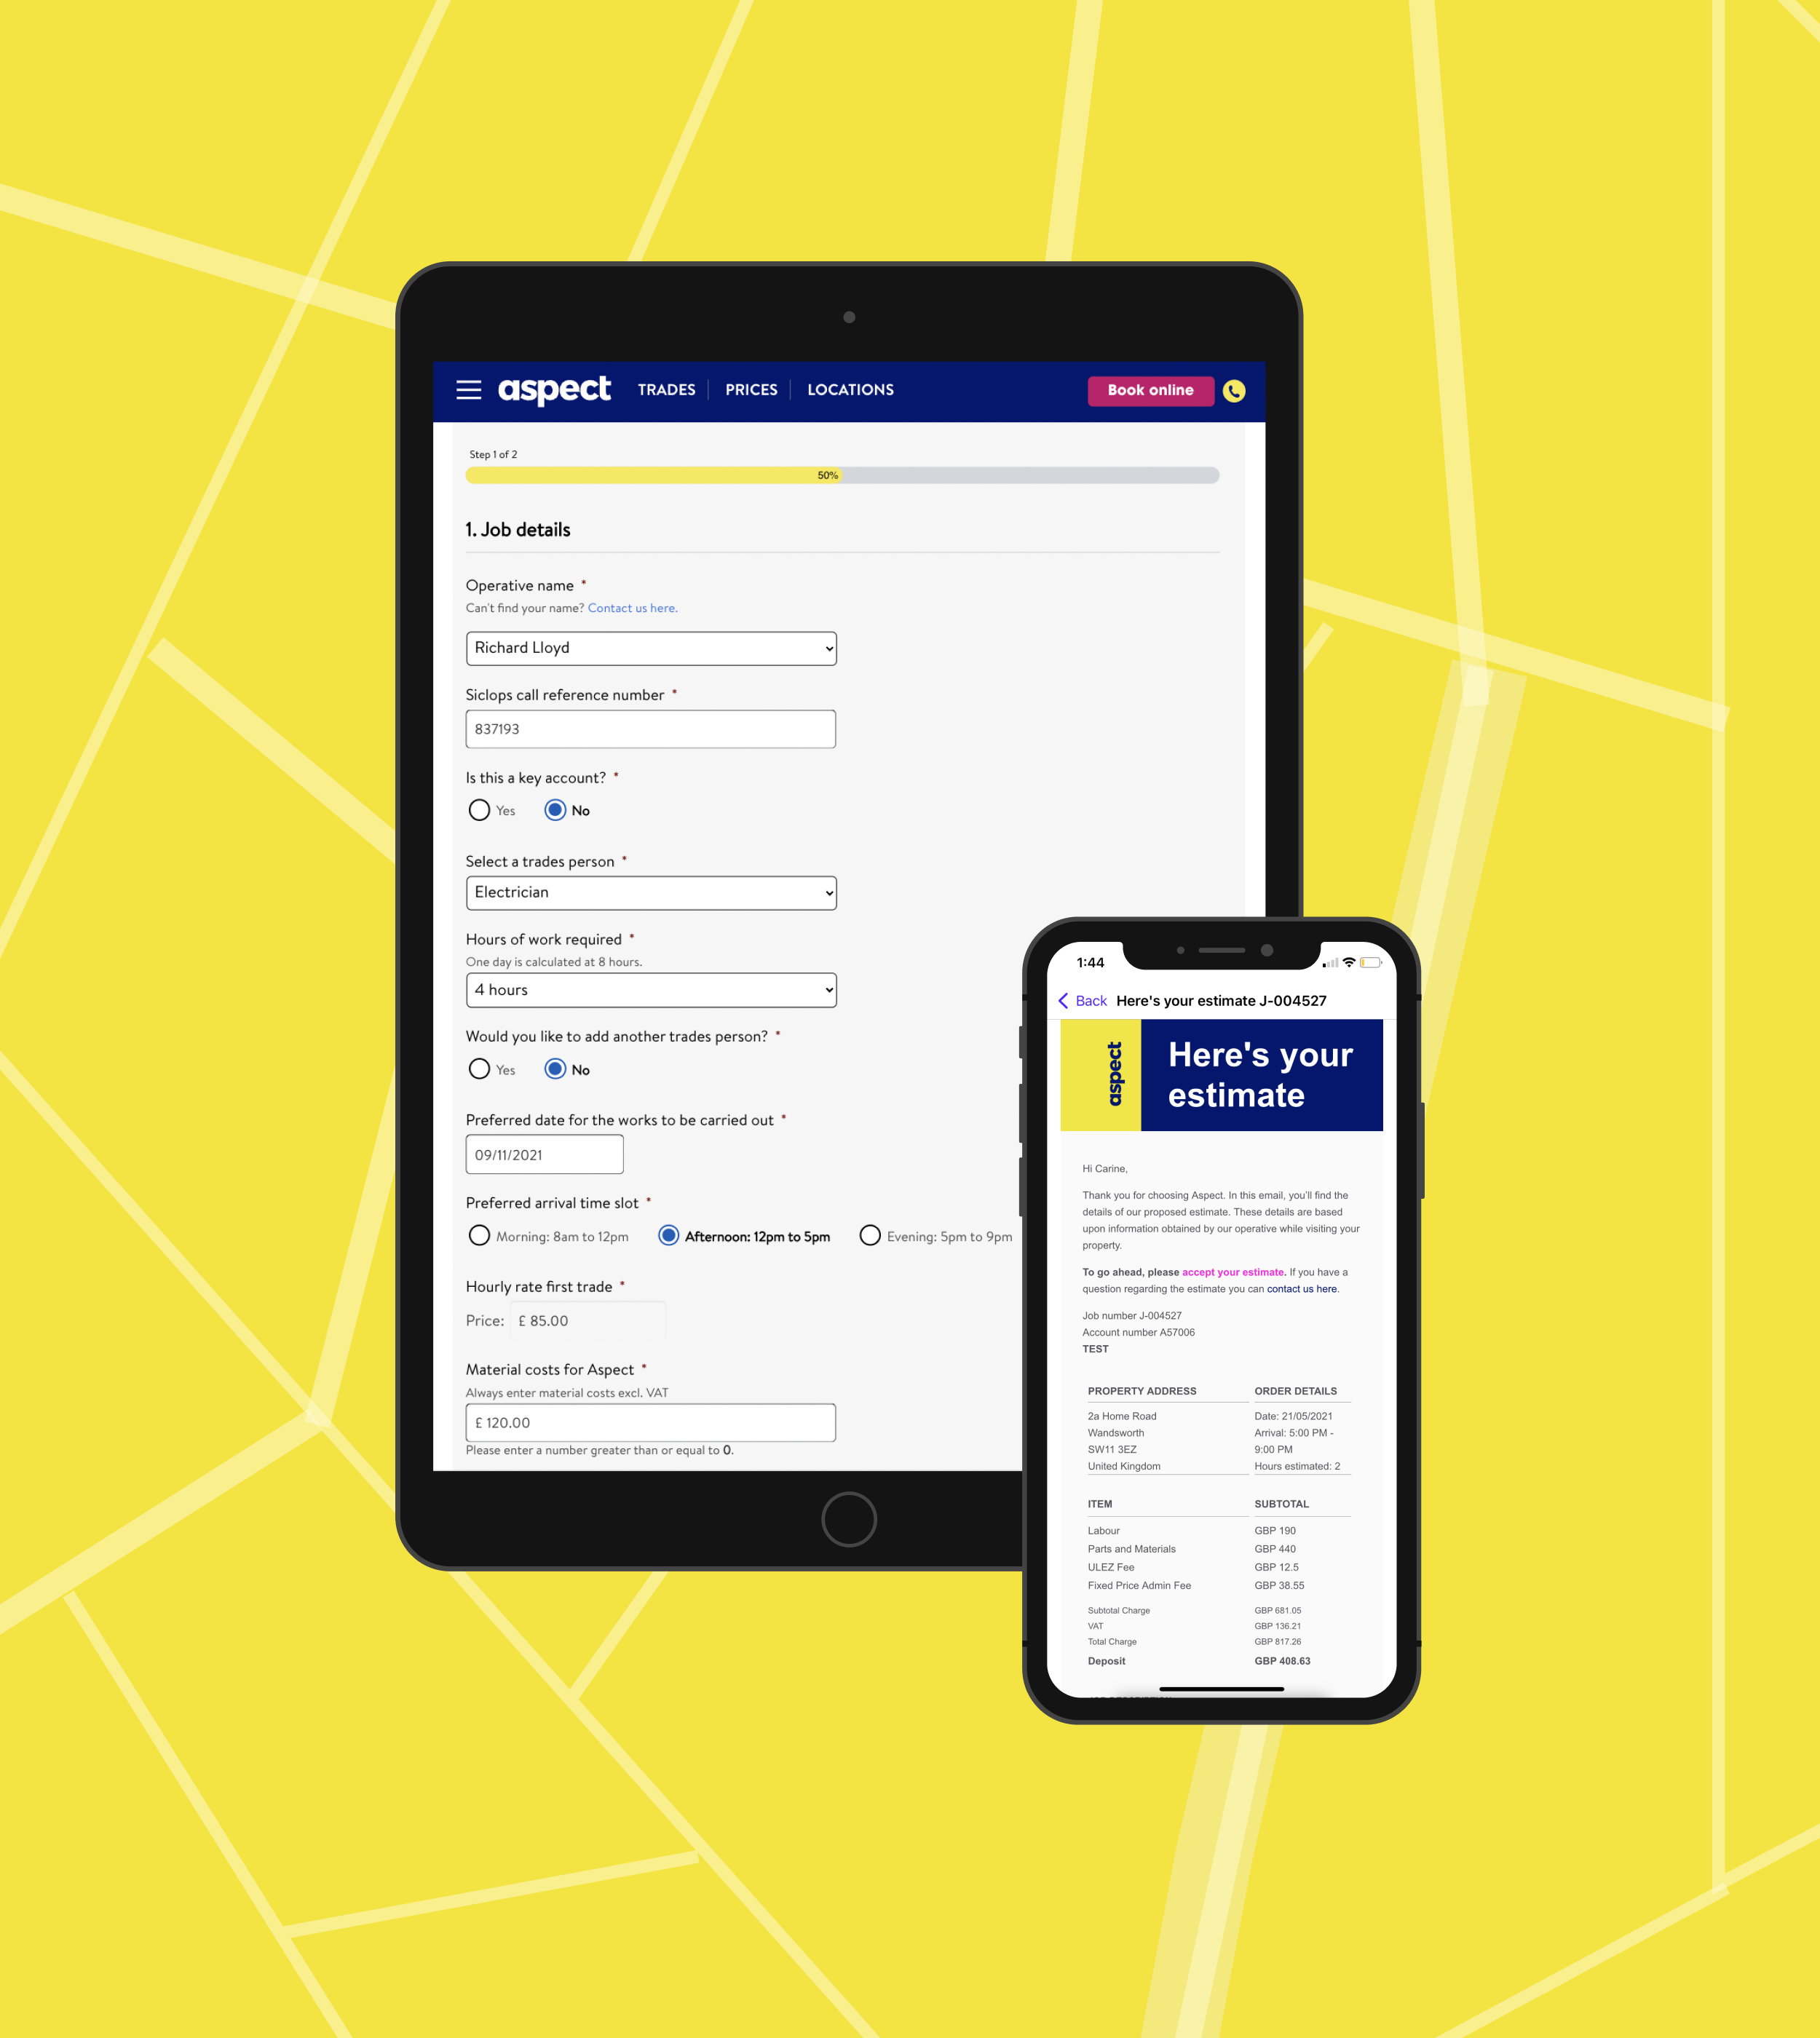 aspect
TRADES
PRICES
LOCATIONS
Book online
Step 1 of 2
50%
1. Job details
Operative name *
Can't find your name? Contact us here.
Richard Lloyd
Siclops call reference number *
837193
Is this a key account? *
Yes
No
Select a trades person *
Electrician
Hours of work required *
One day is calculated at 8 hours.
4 hours
Would you like to add another trades person? *
Yes
No
Preferred date for the works to be carried out *
09/11/2021
Preferred arrival time slot *
Morning: 8am to 12pm
Afternoon: 12pm to 5pm
Evening: 5pm to 9pm
Hourly rate first trade *
Price: £ 85.00
Material costs for Aspect *
Always enter material costs excl. VAT
£ 120.00
Please enter a number greater than or equal to 0.
1:44
Back Here's your estimate J-004527
aspect
Here's your
estimate
Hi Carine,
Thank you for choosing Aspect. In this email, you'll find the
details of our proposed estimate. These details are based
upon information obtained by our operative while visiting your
property.
To go ahead, please accept your estimate. If you have a
question regarding the estimate you can contact us here.
Job number J-004527
Account number A57006
TEST
PROPERTY ADDRESS
2a Home Road
Wandsworth
SW11 3EZ
United Kingdom
ORDER DETAILS
Date: 21/05/2021
Arrival: 5:00 PM -
9:00 PM
Hours estimated: 2
ITEM SUBTOTAL
Labour GBP 190
Parts and Materials GBP 440
ULEZ Fee GBP 12.5
Fixed Price Admin Fee GBP 38.55
Subtotal Charge GBP 681.05
VAT GBP 136.21
Total Charge GBP 817.26
Deposit GBP 408.63